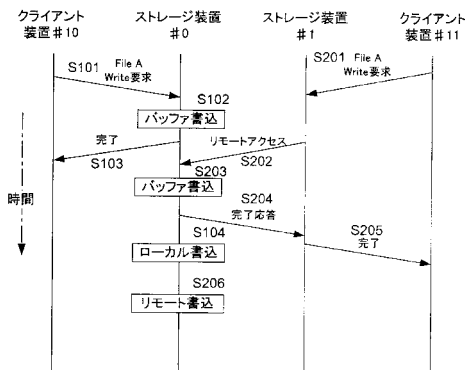 クライアント
装置＃10
ストレージ装置
＃0
ストレージ装置
＃1
クライアント
装置＃11
S101 File A
Write要求
S201 File A
Write要求
S102
バッファ書込
完了
S103
リモートアクセス
S202
S203
バッファ書込
時間
S204
完了応答
S104
ローカル書込
S205
完了
S206
リモート書込